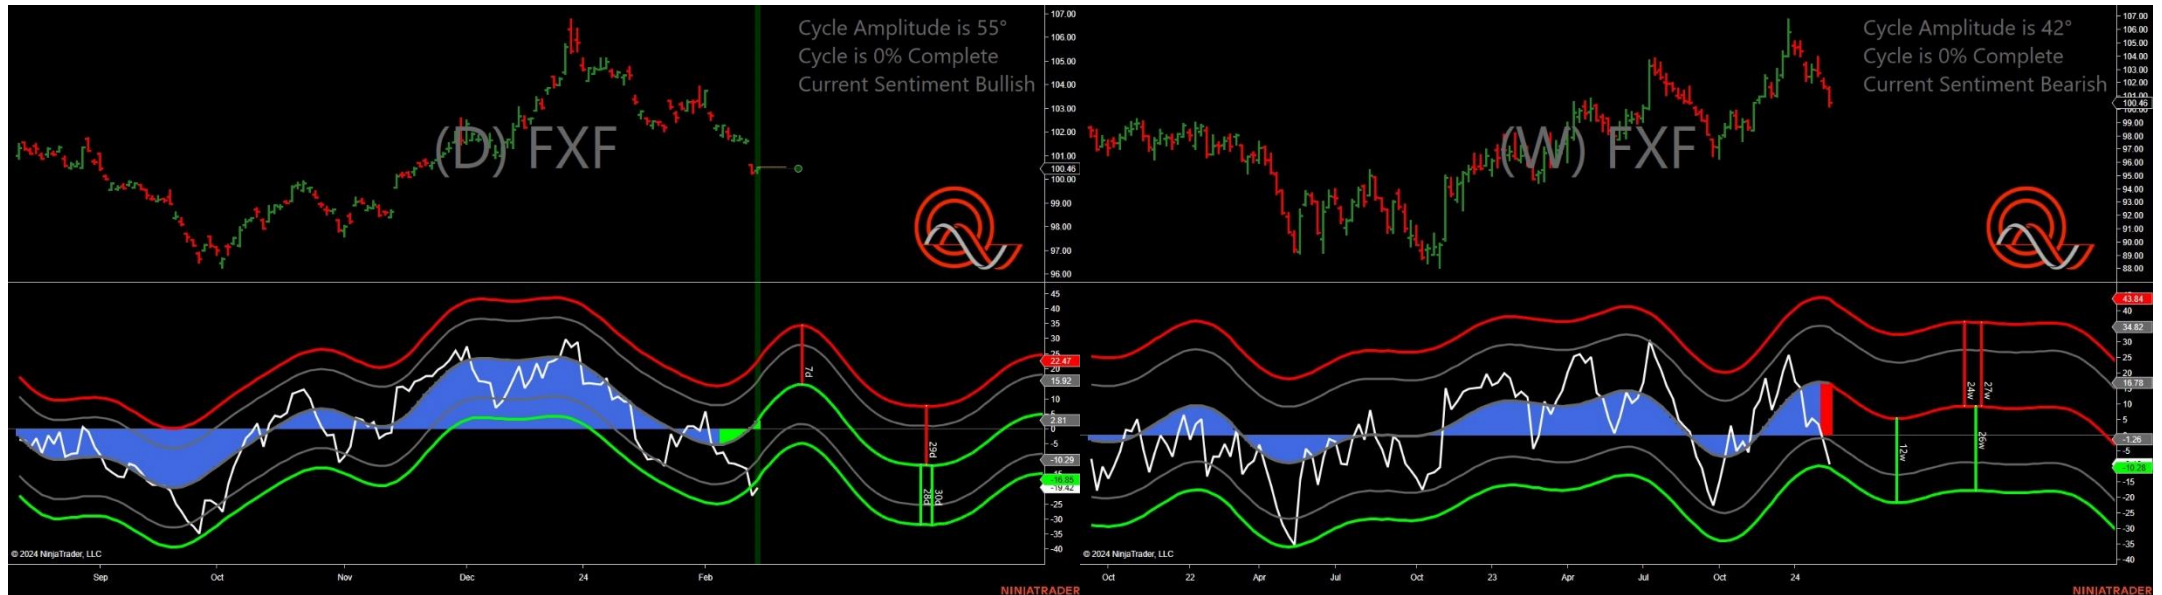 Cycle Amplitude is 55°
Cycle is 0% Complete
Current Sentiment Bullish
(D) FXF
107.00
106.00
105.00
104.00
103.00
102.00
101.00
100.46
100.00
99.00
98.00
97.00
96.00
45
40
35
30
25
22.47
20
15.92
10
5
2.81
0
-5
-10.29
-15
-16.85
-19.42
-25
-30
-35
-40
7d
29d
28d
30d
© 2024 NinjaTrader, LLC
Sep
Oct
Nov
Dec
24
Feb
NINJATRADER
Cycle Amplitude is 42°
Cycle is 0% Complete
Current Sentiment Bearish
(W) FXF
107.00
106.00
105.00
104.00
103.00
102.00
101.00
100.46
100.00
99.00
98.00
97.00
96.00
95.00
94.00
93.00
92.00
91.00
90.00
89.00
88.00
43.84
40
34.82
30
25
20
16.78
10
5
0
-1.26
-5
-10.28
-15
-20
-25
-30
-35
-40
24w
27w
12w
26w
© 2024 NinjaTrader, LLC
Oct
22
Apr
Jul
Oct
23
Apr
Jul
Oct
24
NINJATRADER